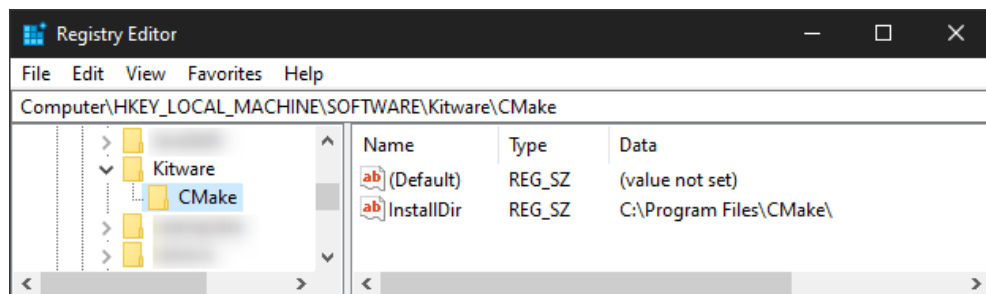 Registry Editor
File Edit View Favorites Help
Computer\HKEY_LOCAL_MACHINE\SOFTWARE\Kitware\CMake
Kitware
CMake
Name Type Data
(Default) REG_SZ (value not set)
InstallDir REG_SZ C:\Program Files\CMake\